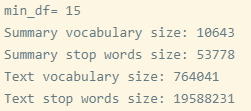 min_df= 15
Summary vocabulary size: 10643
Summary stop words size: 53778
Text vocabulary size: 764041
Text stop words size: 19588231